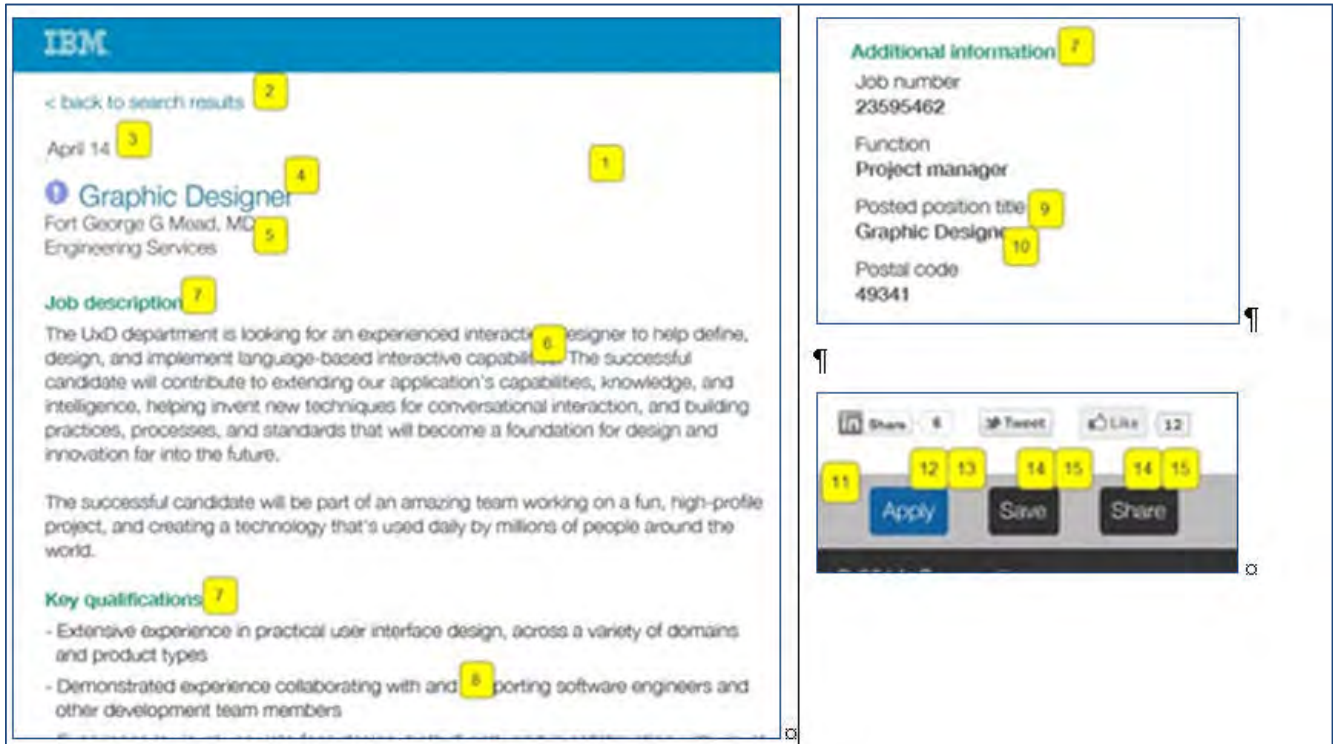 IBM
< back to search results 2
April 14 3
1
Graphic Designer 4
Fort George G Mead, MD
Engineering Services 5
Job description 7
The UxD department is looking for an experienced interacti 6 esigner to help define,
design, and implement language-based interactive capabilit The successful
candidate will contribute to extending our application's capabilities, knowledge, and
intelligence, helping invent new techniques for conversational interaction, and building
practices, processes, and standards that will become a foundation for design and
innovation far into the future.
The successful candidate will be part of an amazing team working on a fun, high-profile
project, and creating a technology that's used daily by millions of people around the
world.
Key qualifications 7
- Extensive experience in practical user interface design, across a variety of domains
and product types
- Demonstrated experience collaborating with and 8 porting software engineers and
other development team members
Additional information 7
Job number
23595462
Function
Project manager
Posted position title 9
Graphic Designe 10
Postal code
49341
¶
¶
in Share 6 Tweet Like 12
11 12 13 14 15 14 15
Apply Save Share
¤
¤